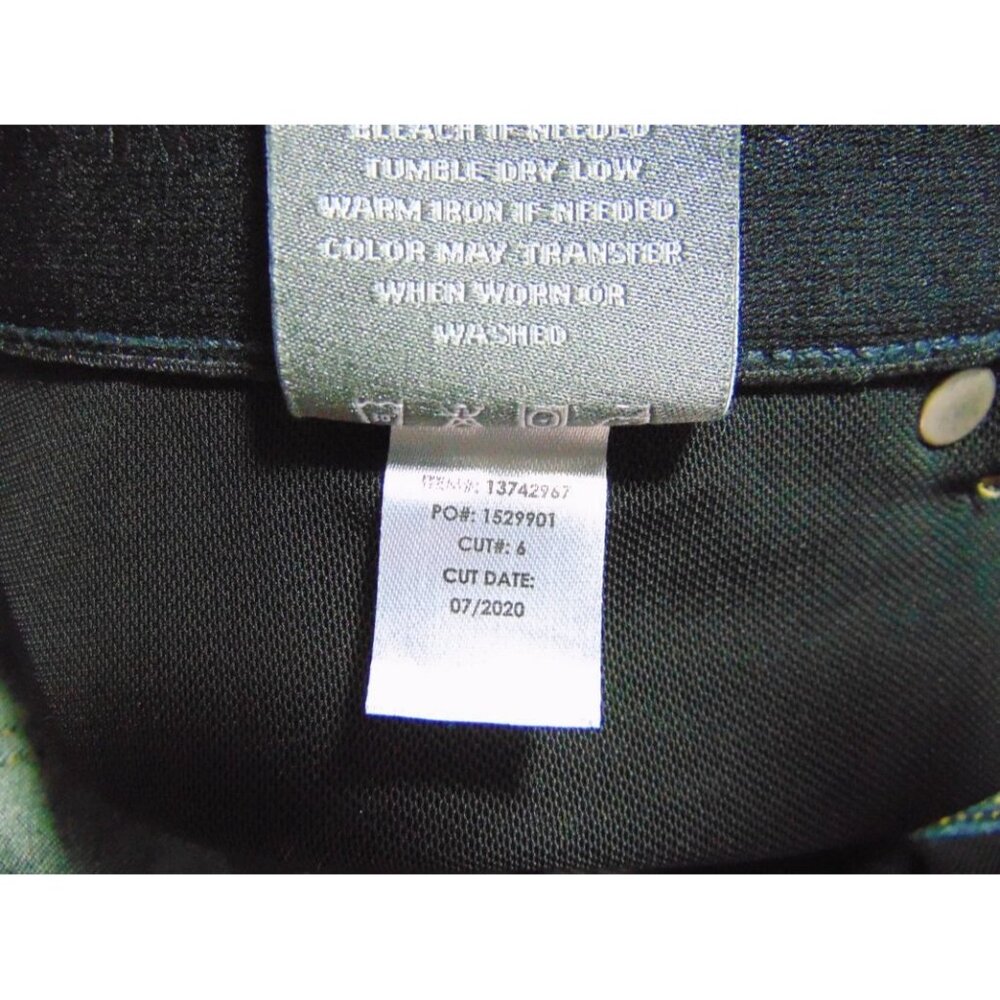 BLEACH IF NEEDED
TUMBLE DRY LOW
WARM IRON IF NEEDED
COLOR MAY TRANSFER
WHEN WORN OR
WASHED
ITEM#: 13742967
PO#: 1529901
CUT#: 6
CUT DATE:
07/2020